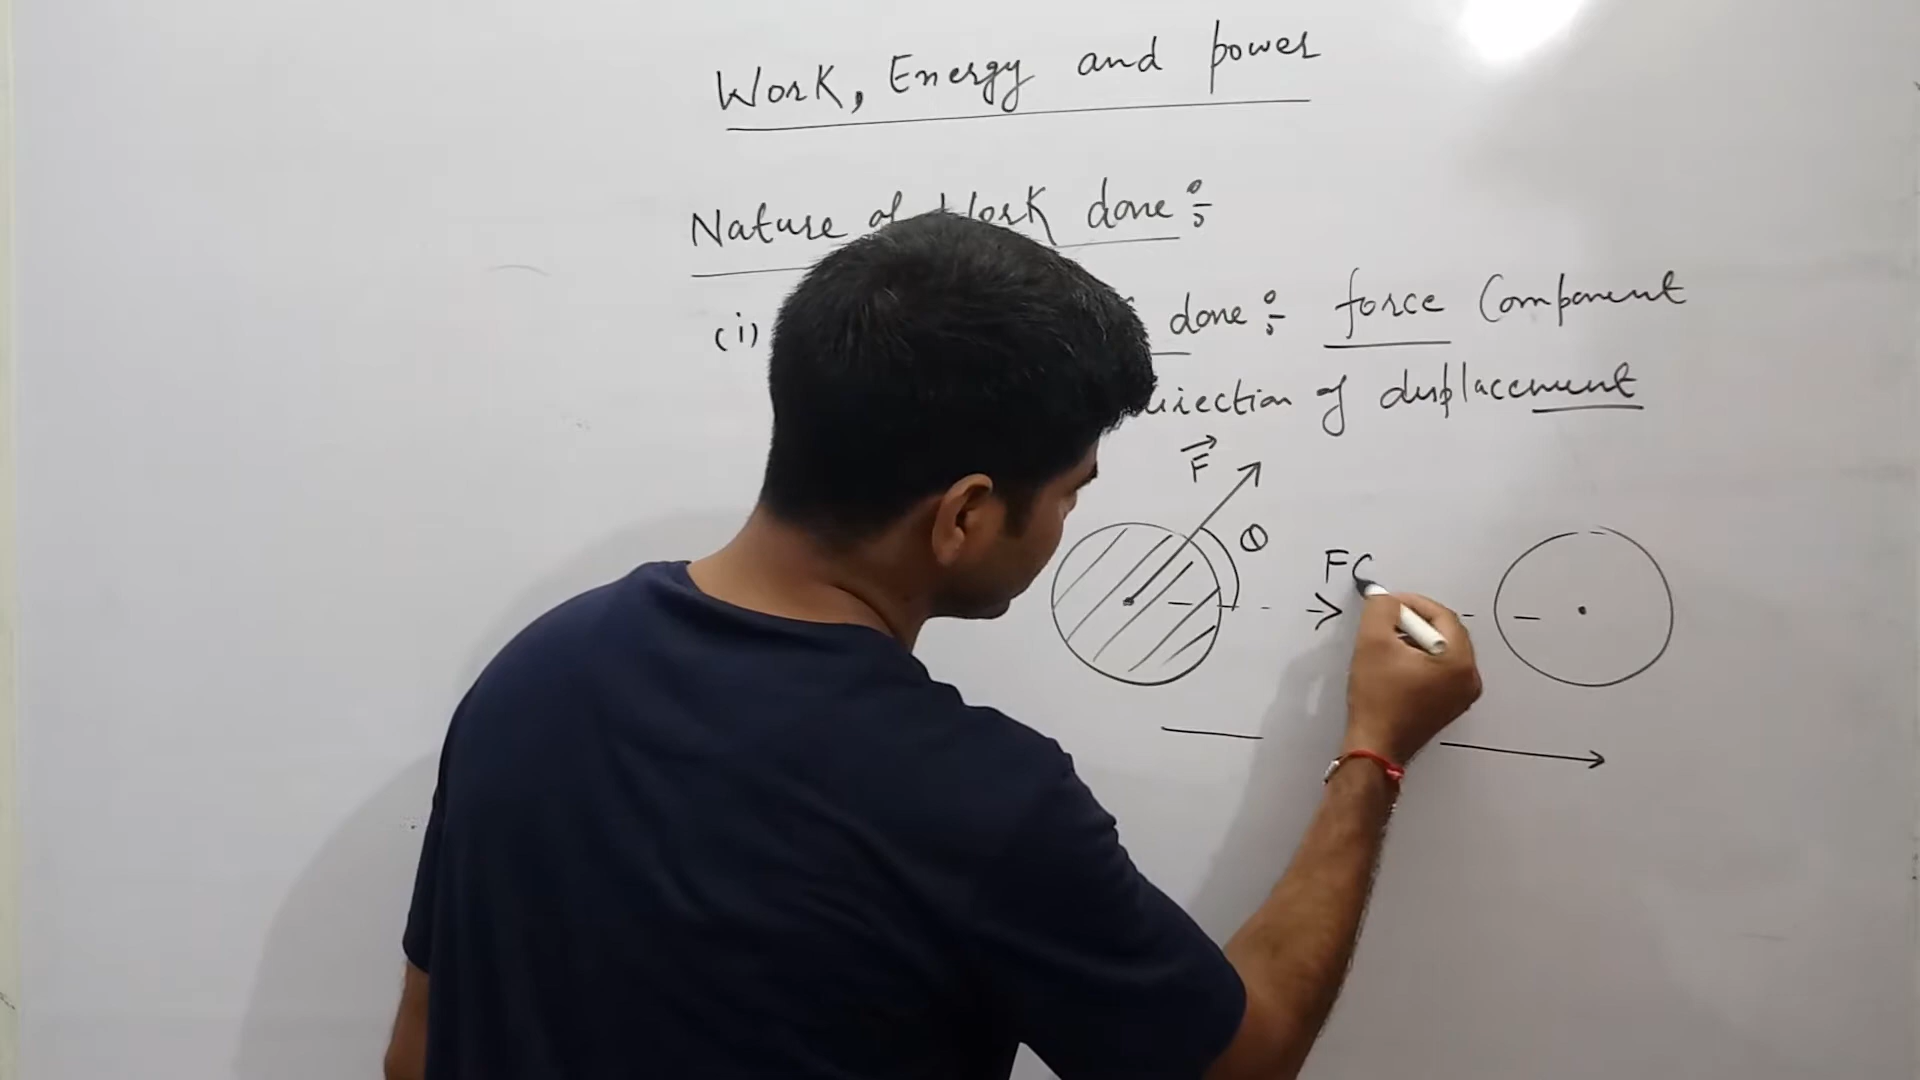 Work, Energy and power
Nature of Work done :-
(i) done :- force Component
direction of displacement
F
θ
FC